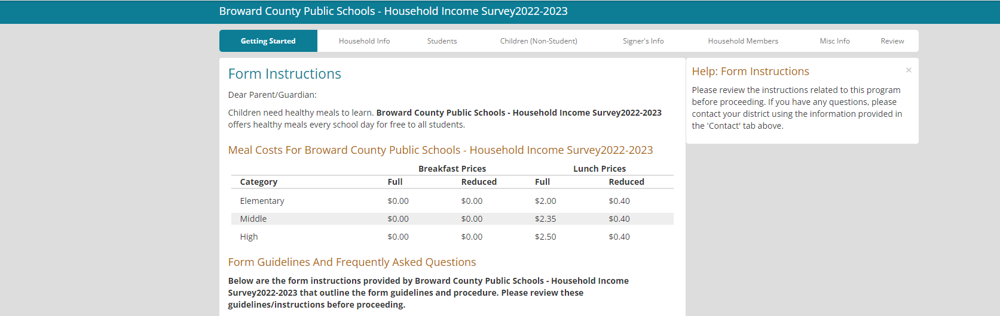 Broward County Public Schools - Household Income Survey2022-2023
Getting Started Household Info Students Children (Non-Student) Signer's Info Household Members Misc Info Review
Form Instructions
Dear Parent/Guardian:
Children need healthy meals to learn. Broward County Public Schools - Household Income Survey2022-2023
offers healthy meals every school day for free to all students.
Meal Costs For Broward County Public Schools - Household Income Survey2022-2023
Breakfast Prices Lunch Prices
Category Full Reduced Full Reduced
Elementary $0.00 $0.00 $2.00 $0.40
Middle $0.00 $0.00 $2.35 $0.40
High $0.00 $0.00 $2.50 $0.40
Form Guidelines And Frequently Asked Questions
Below are the form instructions provided by Broward County Public Schools - Household Income
Survey2022-2023 that outline the form guidelines and procedure. Please review these
guidelines/instructions before proceeding.
Help: Form Instructions ×
Please review the instructions related to this program
before proceeding. If you have any questions, please
contact your district using the information provided in
the 'Contact' tab above.